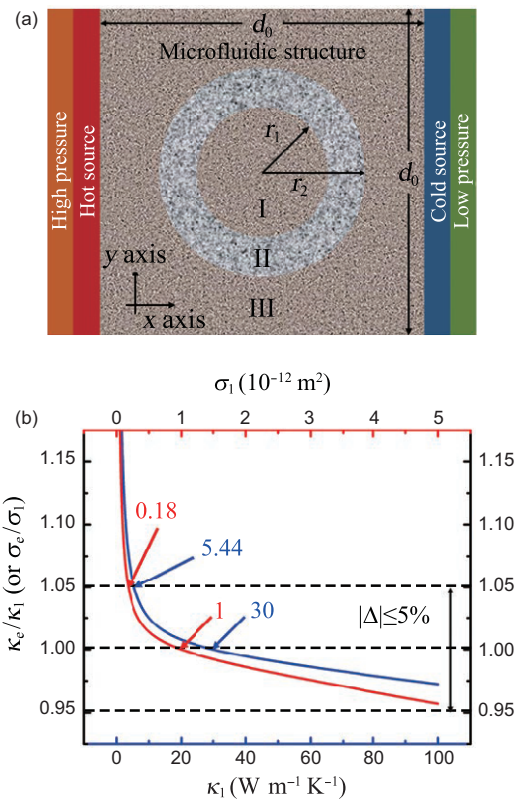 (a)
d₀
Microfluidic structure
High pressure
Hot source
r₁
r₂
d₀
Cold source
Low pressure
I
II
III
y axis
x axis
(b)
σ₁ (10⁻¹² m²)
0 1 2 3 4 5
1.15 1.15
0.18
1.10 1.10
5.44
1.05 1.05
1 30
|Δ|≤5%
1.00 1.00
0.95 0.95
κₑ/κ₁ (or σₑ/σ₁)
0 20 40 60 80 100
κ₁ (W m⁻¹ K⁻¹)